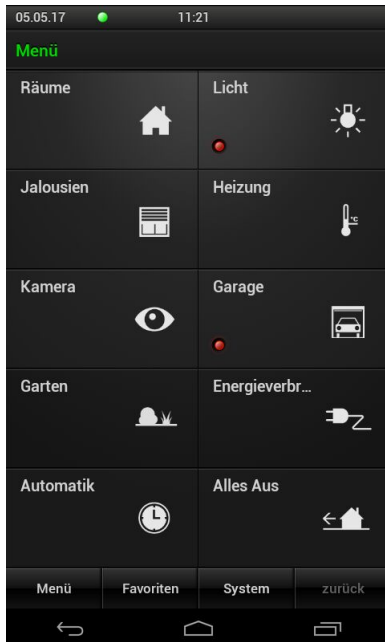 05.05.17 11:21
Menü
Räume Licht
Jalousien Heizung
°C
Kamera Garage
Garten Energieverbr...
Automatik Alles Aus
Menü Favoriten System zurück